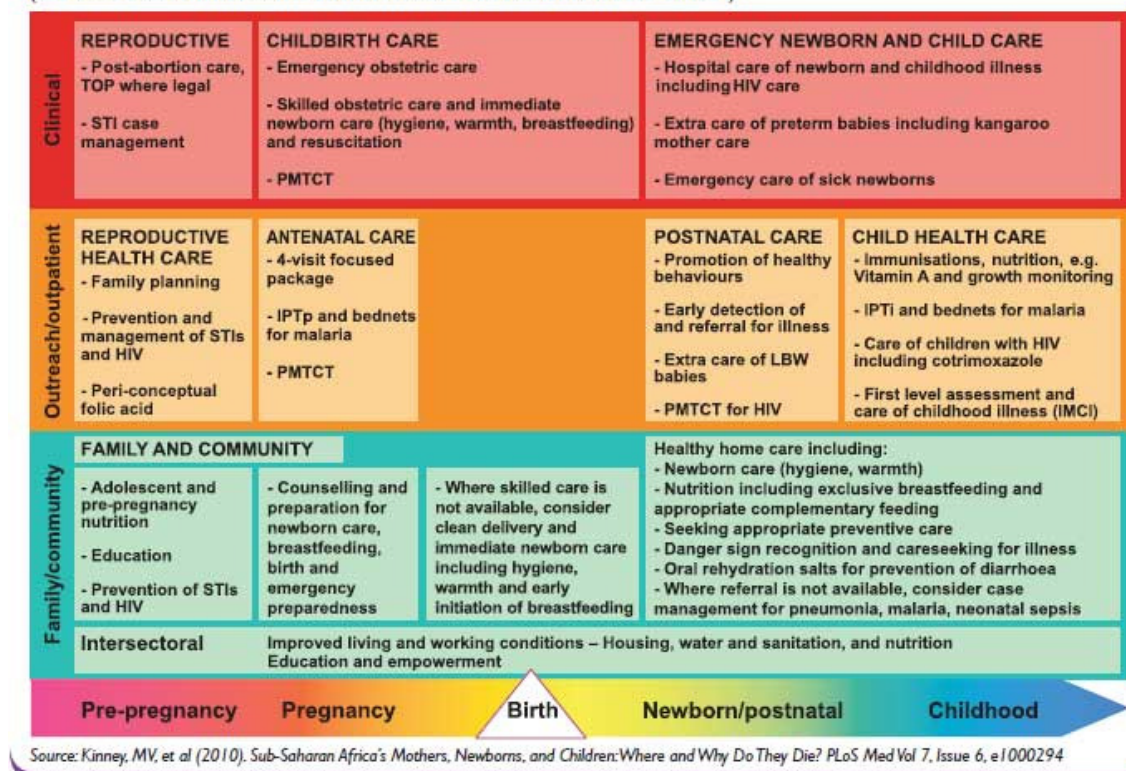 Clinical
REPRODUCTIVE
- Post-abortion care,
TOP where legal
- STI case
management
CHILDBIRTH CARE
- Emergency obstetric care
- Skilled obstetric care and immediate
newborn care (hygiene, warmth, breastfeeding)
and resuscitation
- PMTCT
EMERGENCY NEWBORN AND CHILD CARE
- Hospital care of newborn and childhood illness
including HIV care
- Extra care of preterm babies including kangaroo
mother care
- Emergency care of sick newborns
Outreach/outpatient
REPRODUCTIVE
HEALTH CARE
- Family planning
- Prevention and
management of STIs
and HIV
- Peri-conceptual
folic acid
ANTENATAL CARE
- 4-visit focused
package
- IPTp and bednets
for malaria
- PMTCT
POSTNATAL CARE
- Promotion of healthy
behaviours
- Early detection of
and referral for illness
- Extra care of LBW
babies
- PMTCT for HIV
CHILD HEALTH CARE
- Immunisations, nutrition, e.g.
Vitamin A and growth monitoring
- IPTi and bednets for malaria
- Care of children with HIV
including cotrimoxazole
- First level assessment and
care of childhood illness (IMCI)
Family/community
FAMILY AND COMMUNITY
- Adolescent and
pre-pregnancy
nutrition
- Education
- Prevention of STIs
and HIV
- Counselling and
preparation for
newborn care,
breastfeeding,
birth and
emergency
preparedness
- Where skilled care is
not available, consider
clean delivery and
immediate newborn care
including hygiene,
warmth and early
initiation of breastfeeding
Healthy home care including:
- Newborn care (hygiene, warmth)
- Nutrition including exclusive breastfeeding and
appropriate complementary feeding
- Seeking appropriate preventive care
- Danger sign recognition and careseeking for illness
- Oral rehydration salts for prevention of diarrhoea
- Where referral is not available, consider case
management for pneumonia, malaria, neonatal sepsis
Intersectoral
Improved living and working conditions – Housing, water and sanitation, and nutrition
Education and empowerment
Pre-pregnancy
Pregnancy
Birth
Newborn/postnatal
Childhood
Source: Kinney, MV, et al (2010). Sub-Saharan Africa's Mothers, Newborns, and Children:Where and Why Do They Die? PLoS Med Vol 7, Issue 6, e1000294